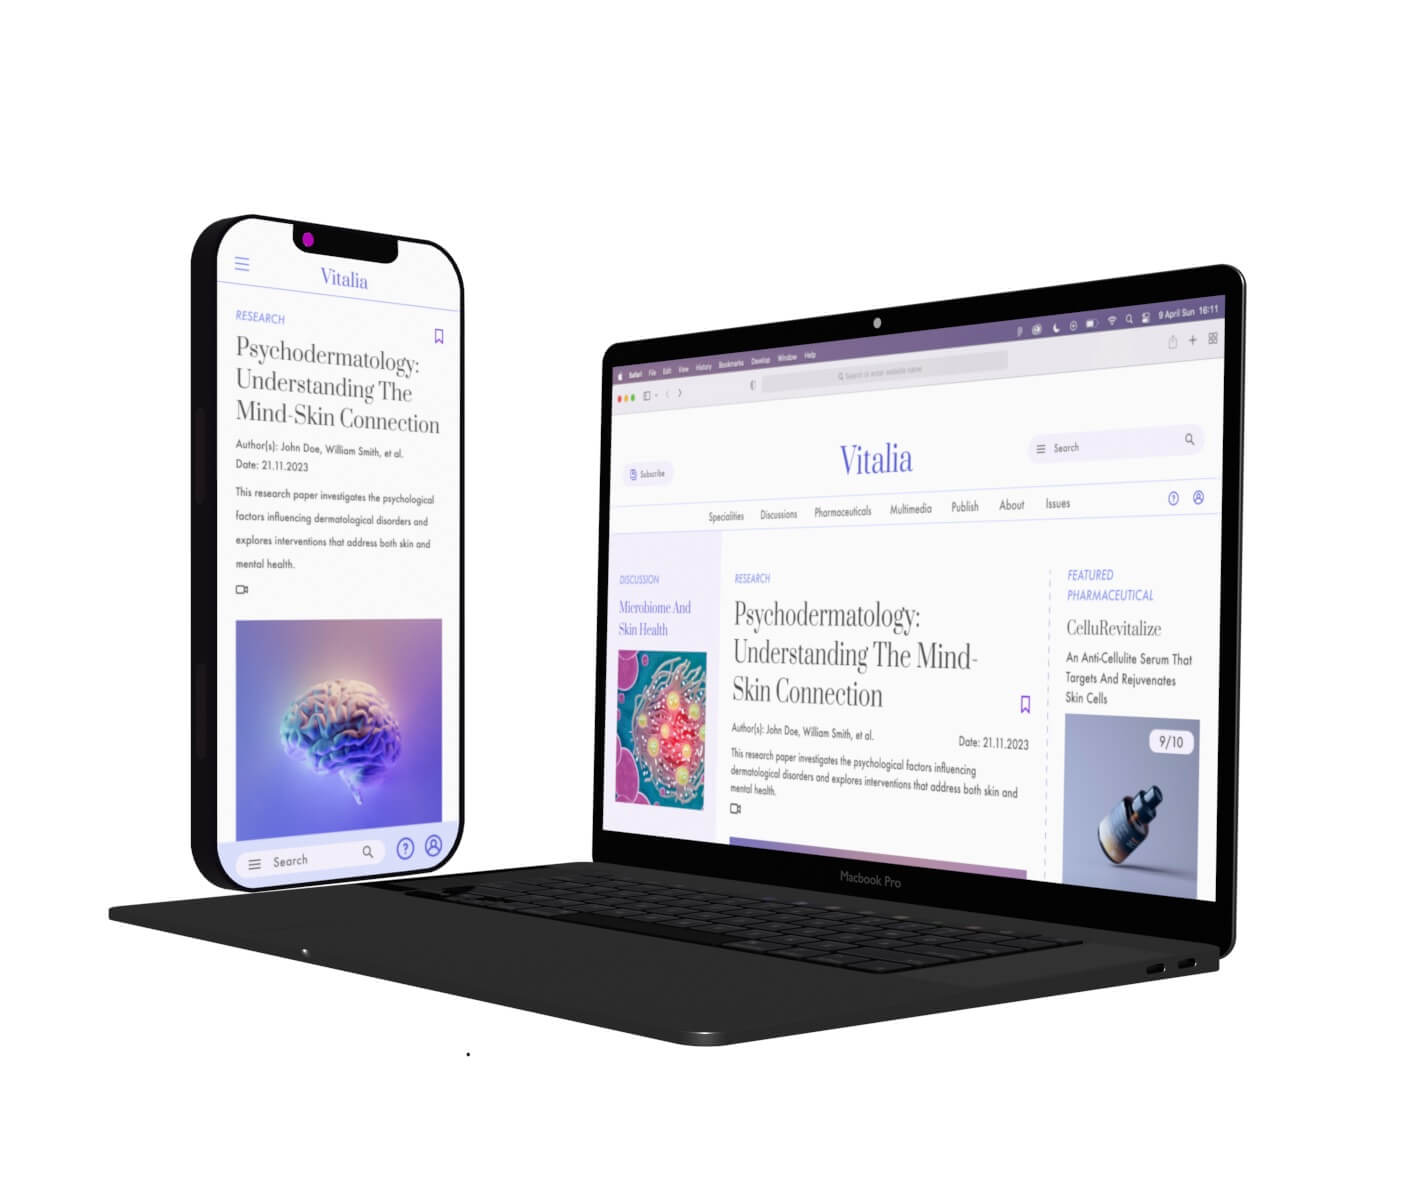 Vitalia
RESEARCH
Psychodermatology:
Understanding The
Mind-Skin Connection
Author(s): John Doe, William Smith, et al.
Date: 21.11.2023
This research paper investigates the psychological
factors influencing dermatological disorders and
explores interventions that address both skin and
mental health.
Search
Safari File Edit View History Bookmarks Develop Window Help
9 April Sun 16:11
Search or enter website name
Subscribe
Vitalia
Search
Specialities Discussions Pharmaceuticals Multimedia Publish About Issues
DISCUSSION
Microbiome And
Skin Health
RESEARCH
Psychodermatology:
Understanding The Mind-
Skin Connection
Author(s): John Doe, William Smith, et al.
Date: 21.11.2023
This research paper investigates the psychological factors influencing
dermatological disorders and explores interventions that address both skin and
mental health.
FEATURED
PHARMACEUTICAL
CelluRevitalize
An Anti-Cellulite Serum That
Targets And Rejuvenates
Skin Cells
9/10
Macbook Pro